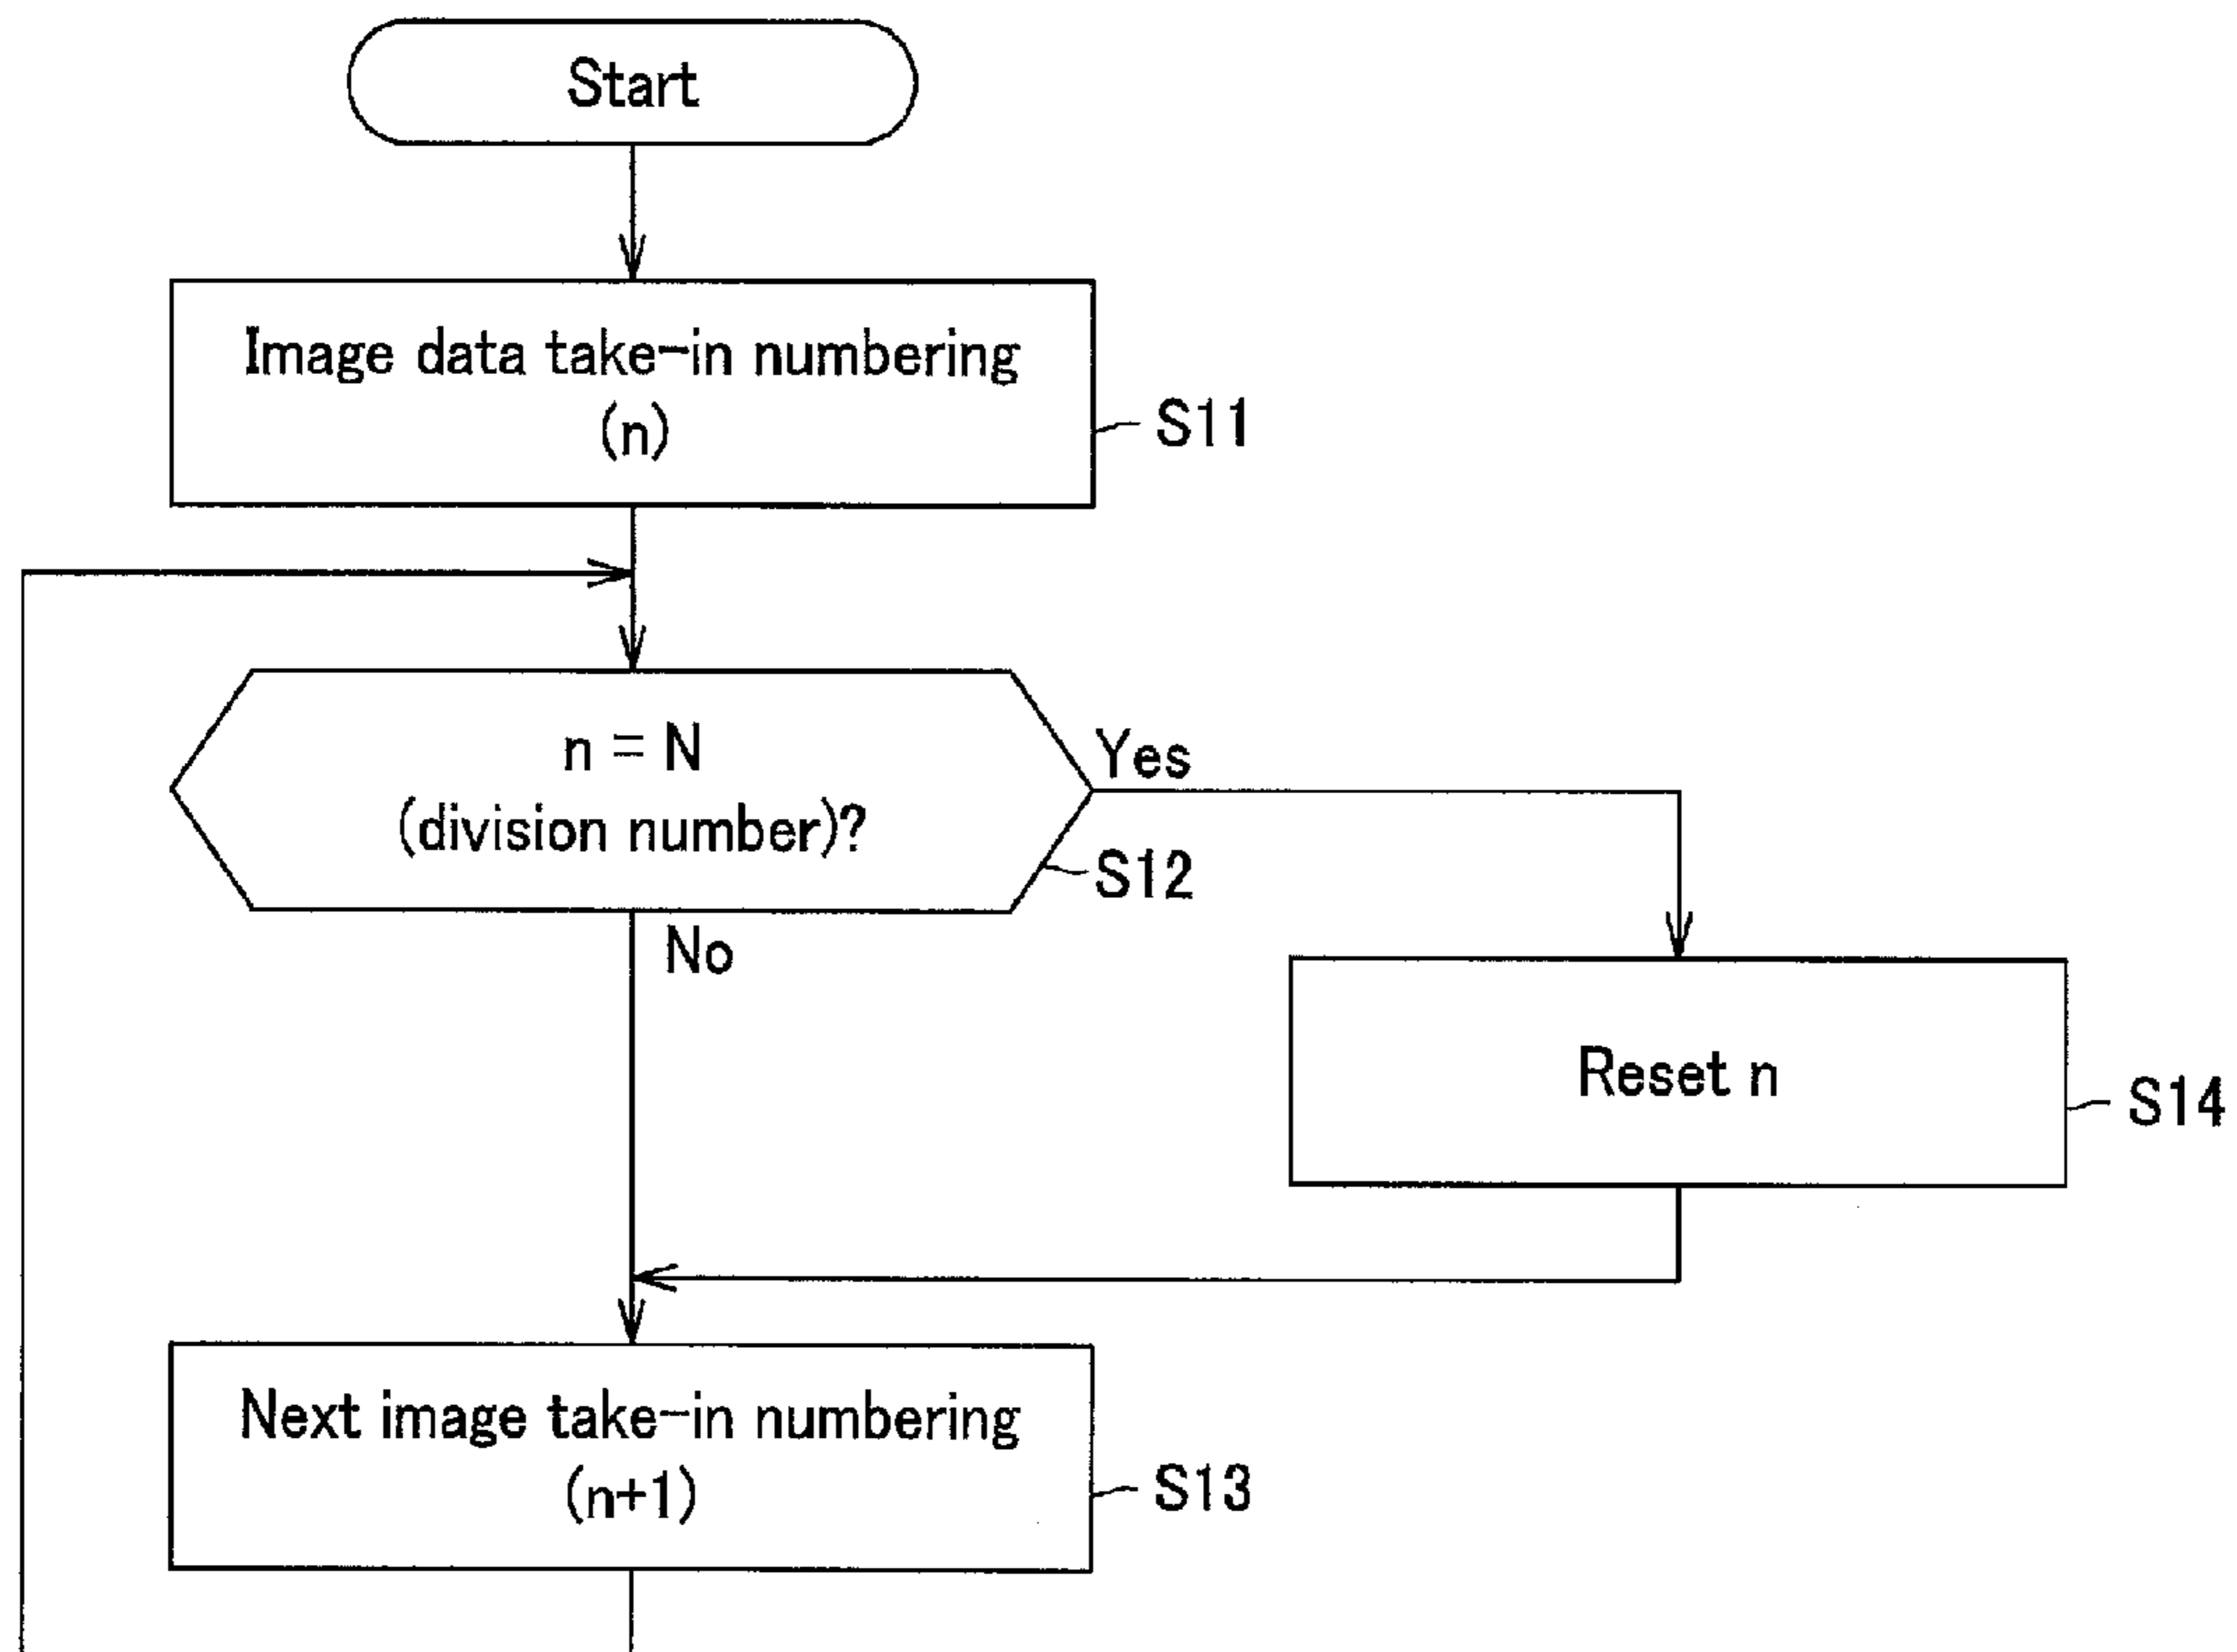 Start
Image data take-in numbering
(n)
S11
n = N
(division number)?
Yes
S12
No
Reset n
S14
Next image take-in numbering
(n+1)
S13